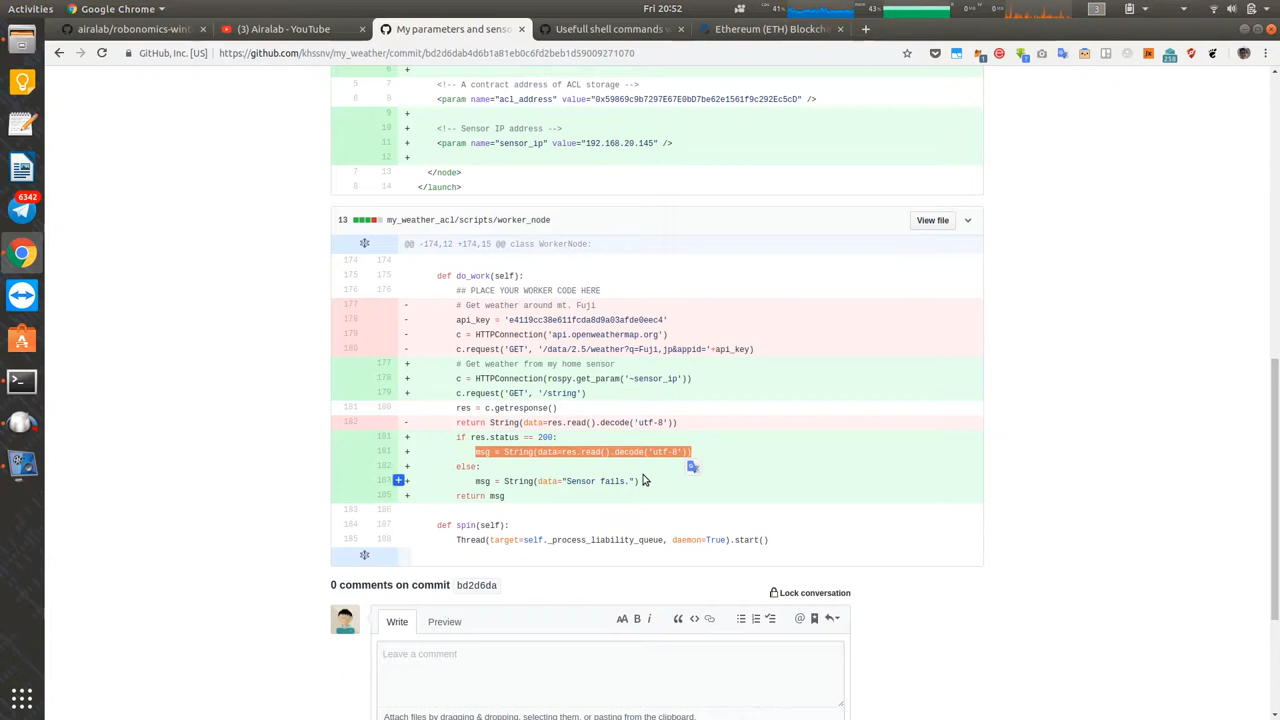 Activities
Google Chrome
Fri 20:52
41%
44%
3
airalab/robonomics-wint
(3) Airalab - YouTube
My parameters and senso
Usefull shell commands w
Ethereum (ETH) Blockcha
GitHub, Inc. [US]
https://github.com/khssnv/my_weather/commit/bd2d6dab4d6b1a81eb0c6fd2beb1d59009271070
6 +
5 7 <!-- A contract address of ACL storage -->
6 8 <param name="acl_address" value="0x59869c9b7297E67E0bD7be62e1561f9c292Ec5cD" />
9 +
10 + <!-- Sensor IP address -->
11 + <param name="sensor_ip" value="192.168.20.145" />
12 +
7 13 </node>
8 14 </launch>
13 my_weather_acl/scripts/worker_node
View file
@@ -174,12 +174,15 @@ class WorkerNode:
174 174
175 175 def do_work(self):
176 176 ## PLACE YOUR WORKER CODE HERE
177 - # Get weather around mt. Fuji
178 - api_key = 'e4119cc38e611fcda8d9a03afde0eec4'
179 - c = HTTPConnection('api.openweathermap.org')
180 - c.request('GET', '/data/2.5/weather?q=Fuji,jp&appid='+api_key)
177 + # Get weather from my home sensor
178 + c = HTTPConnection(rospy.get_param('~sensor_ip'))
179 + c.request('GET', '/string')
181 180 res = c.getresponse()
182 - return String(data=res.read().decode('utf-8'))
181 + if res.status == 200:
+ msg = String(data=res.read().decode('utf-8'))
+ else:
+ msg = String(data="Sensor fails.")
185 + return msg
183 186
184 187 def spin(self):
185 188 Thread(target=self._process_liability_queue, daemon=True).start()
0 comments on commit bd2d6da
Lock conversation
Write
Preview
Leave a comment
Attach files by dragging & dropping, selecting them, or pasting from the clipboard.
6342